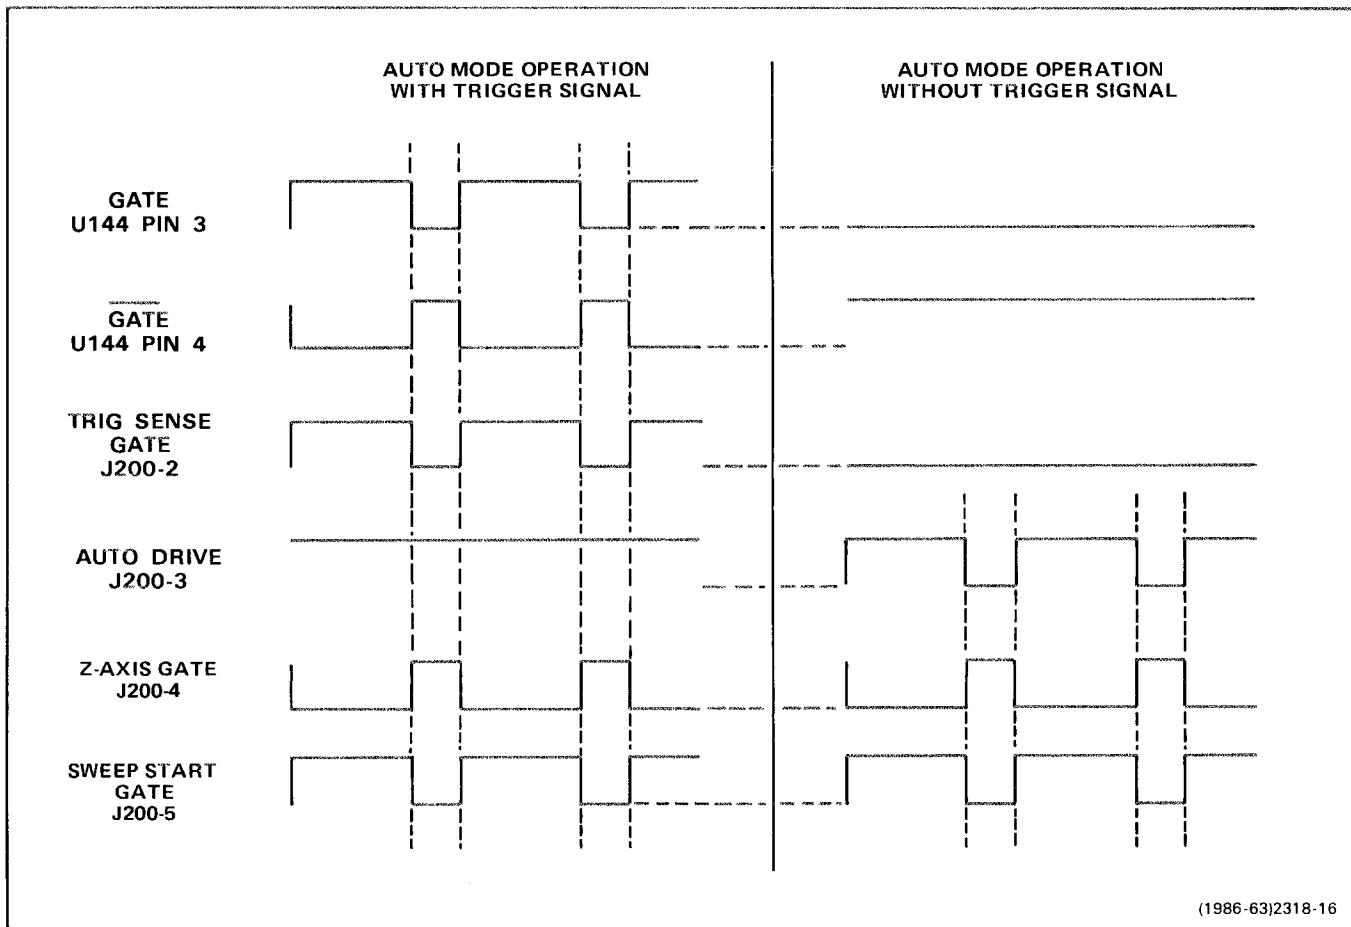 AUTO MODE OPERATION
WITH TRIGGER SIGNAL
AUTO MODE OPERATION
WITHOUT TRIGGER SIGNAL
GATE
U144 PIN 3
GATE
U144 PIN 4
TRIG SENSE
GATE
J200-2
AUTO DRIVE
J200-3
Z-AXIS GATE
J200-4
SWEEP START
GATE
J200-5
(1986-63)2318-16